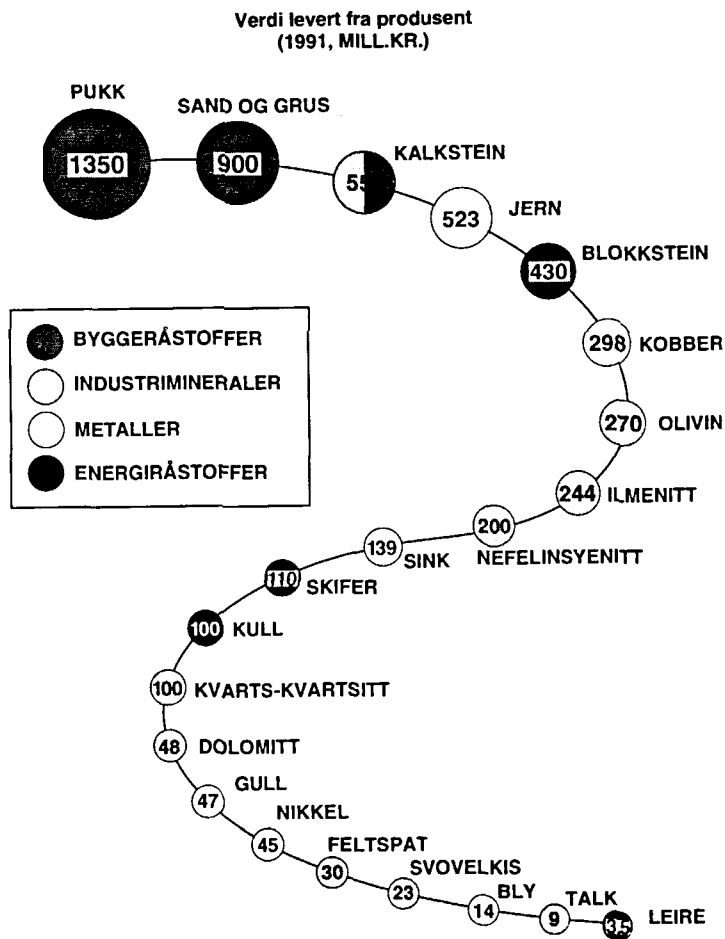 Verdi levert fra produsent
(1991, MILL.KR.)
PUKK
1350
SAND OG GRUS
900
KALKSTEIN
JERN
523
BLOKKSTEIN
430
KOBBER
298
OLIVIN
270
ILMENITT
244
NEFELINSYENITT
200
SINK
139
SKIFER
110
KULL
100
KVARTS-KVARTSITT
100
DOLOMITT
48
GULL
47
NIKKEL
45
FELTSPAT
30
SVOVELKIS
23
BLY
14
TALK
9
LEIRE
3,5
BYGGERÅSTOFFER
INDUSTRIMINERALER
METALLER
ENERGIRÅSTOFFER